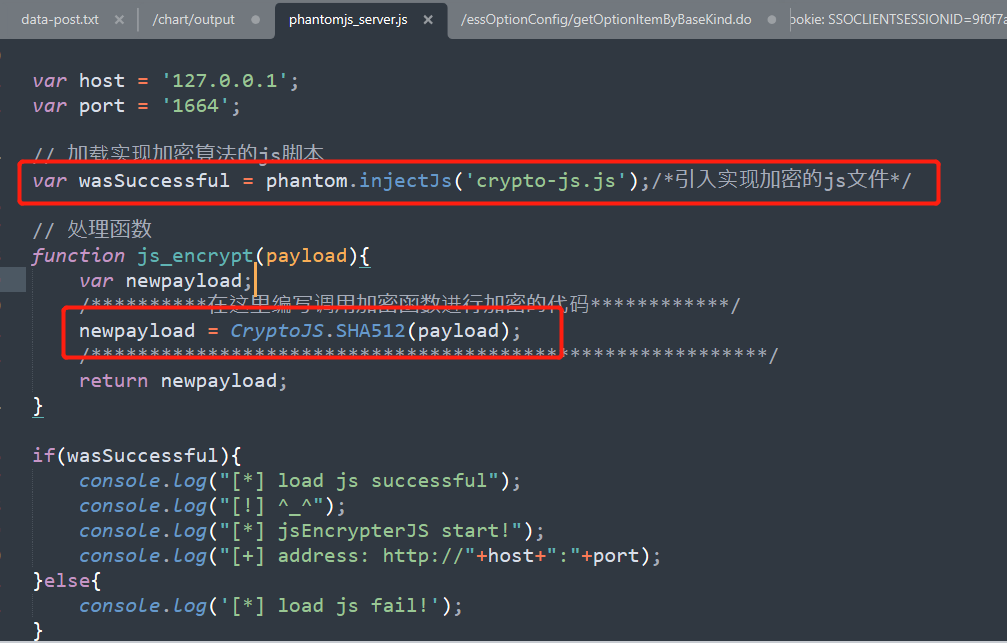 data-post.txt × /chart/output phantomjs_server.js × /essOptionConfig/getOptionItemByBaseKind.do ookie: SSOCLIENTSESSIONID=9f0f7a
var host = '127.0.0.1';
var port = '1664';
// 加载实现加密算法的js脚本
var wasSuccessful = phantom.injectJs('crypto-js.js');/*引入实现加密的js文件*/
// 处理函数
function js_encrypt(payload){
var newpayload;
/**********在这里编写调用加密函数进行加密的代码************/
newpayload = CryptoJS.SHA512(payload);
/**********************************************************/
return newpayload;
}
if(wasSuccessful){
console.log("[*] load js successful");
console.log("[!] ^_^");
console.log("[*] jsEncrypterJS start!");
console.log("[+] address: http://"+host+":"+port);
}else{
console.log('[*] load js fail!');
}